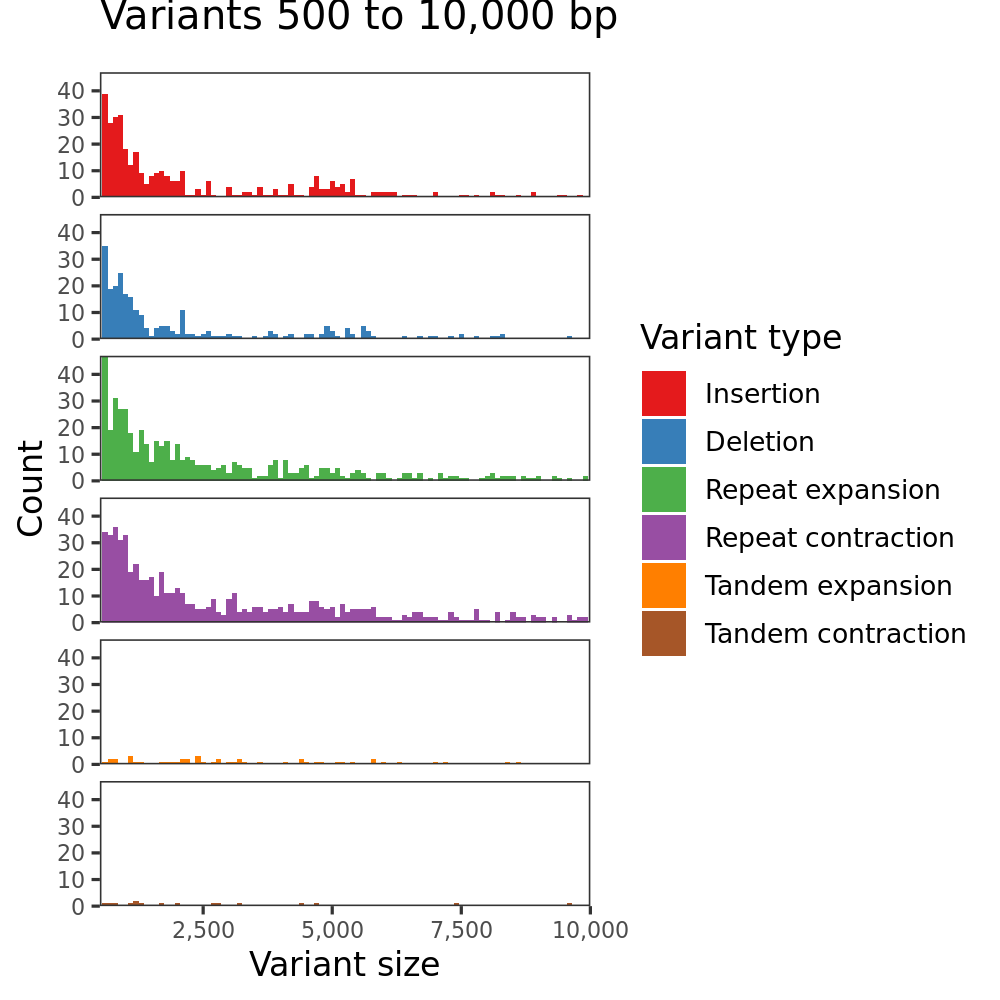 Variants 500 to 10,000 bp
40
30
20
10
0
40
30
20
10
0
40
30
20
10
0
40
30
20
10
0
40
30
20
10
0
40
30
20
10
0
Count
2,500 5,000 7,500 10,000
Variant size
Variant type
Insertion
Deletion
Repeat expansion
Repeat contraction
Tandem expansion
Tandem contraction